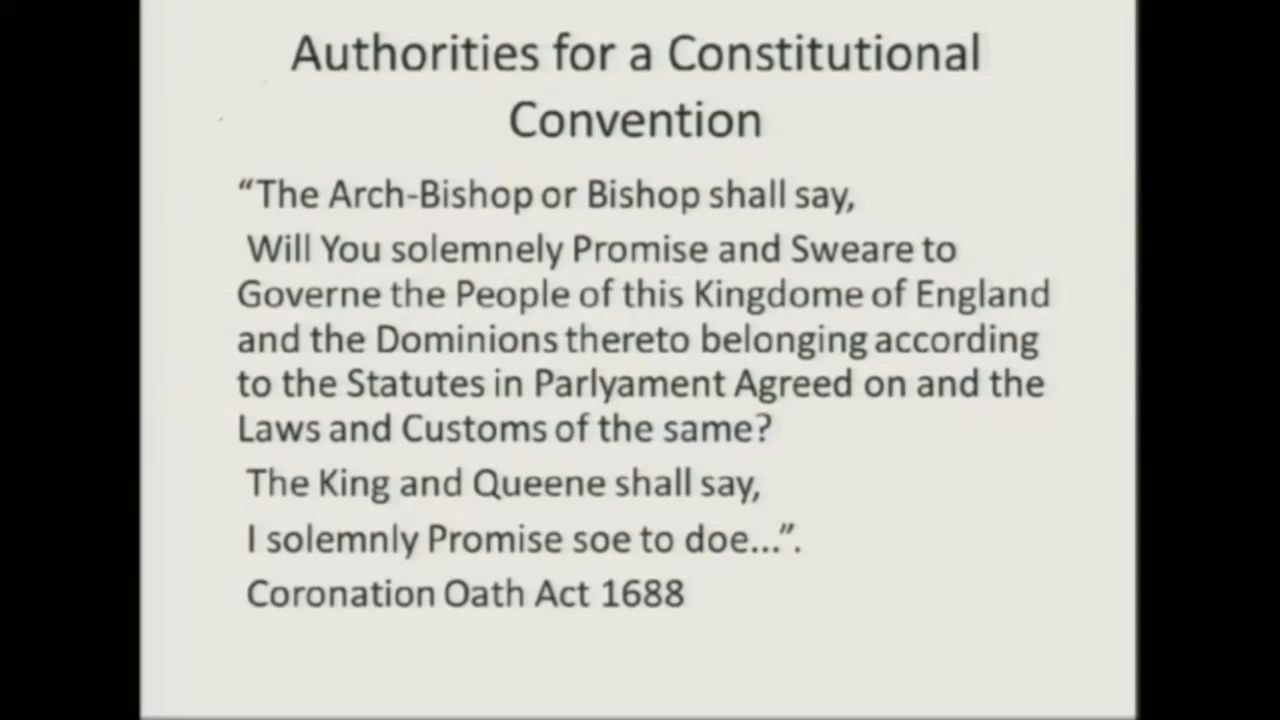 Authorities for a Constitutional
Convention
“The Arch-Bishop or Bishop shall say,
Will You solemnely Promise and Sweare to
Governe the People of this Kingdome of England
and the Dominions thereto belonging according
to the Statutes in Parlyament Agreed on and the
Laws and Customs of the same?
The King and Queene shall say,
I solemnly Promise soe to doe...”.
Coronation Oath Act 1688